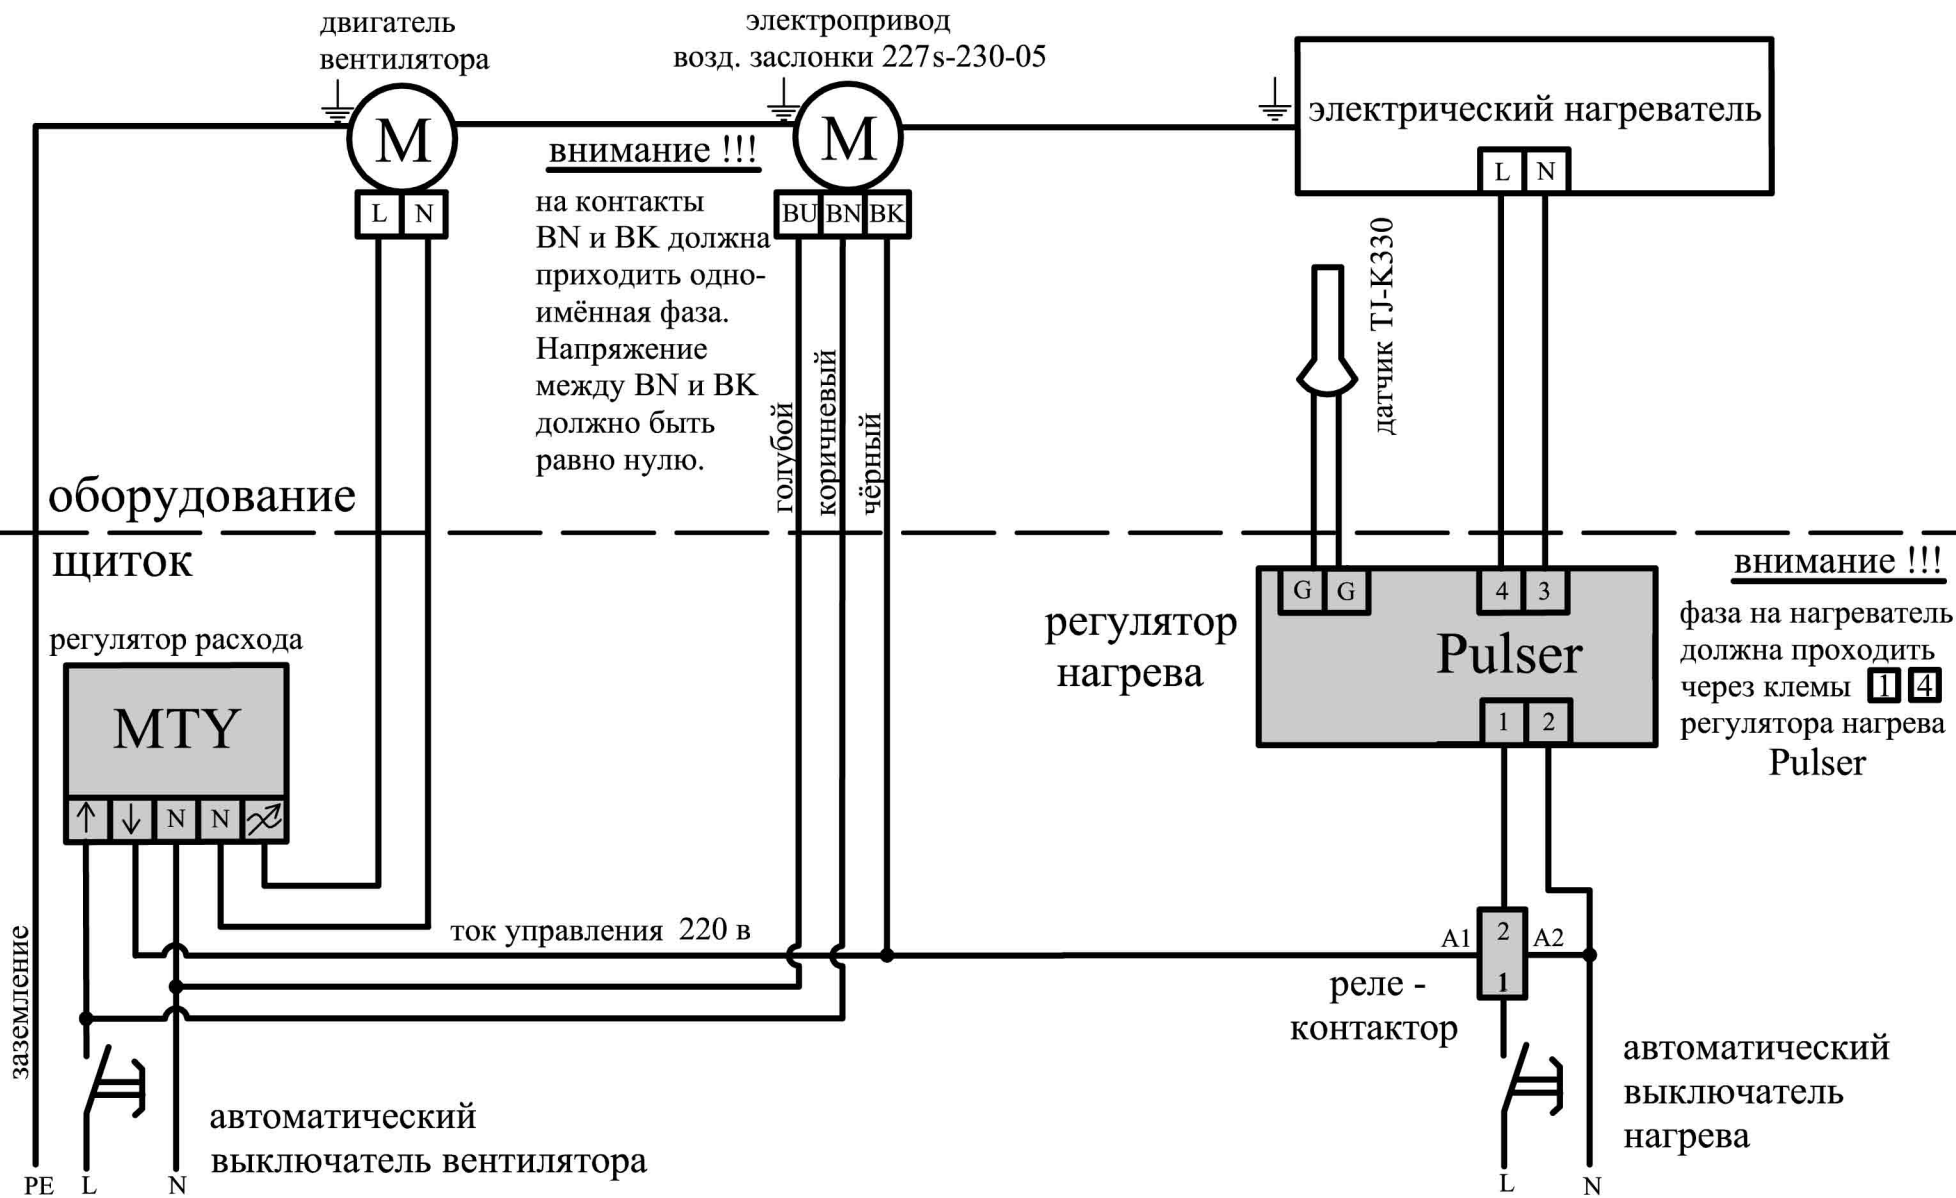 двигатель
вентилятора
электропривод
возд. заслонки 227s-230-05
M
M
электрический нагреватель
L N
L N
BU BN BK
внимание !!!
на контакты
BN и BK должна
приходить одно-
имённая фаза.
Напряжение
между BN и BK
должно быть
равно нулю.
голубой
коричневый
чёрный
датчик TJ-K330
оборудование
щиток
регулятор расхода
MTY
N N
регулятор
нагрева
G G 4 3
Pulser
1 2
внимание !!!
фаза на нагреватель
должна проходить
через клемы 1 4
регулятора нагрева
Pulser
ток управления 220 в
заземление
A1 2 A2
1
реле -
контактор
автоматический
выключатель вентилятора
автоматический
выключатель
нагрева
PE L N
L N